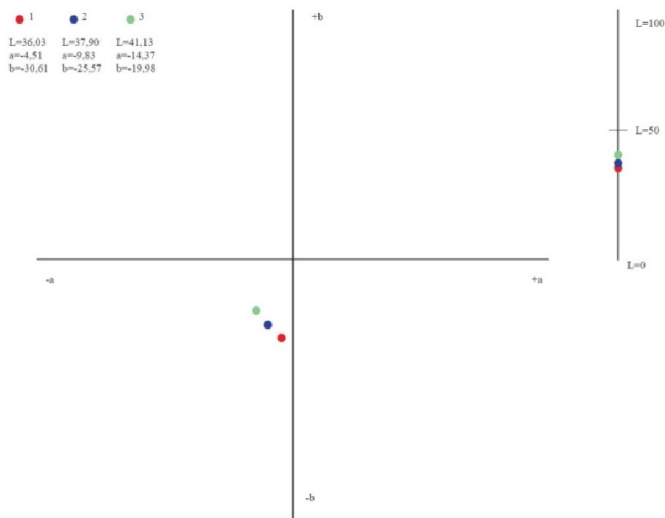 1 2 3
L=36,03 L=37,90 L=41,13
a=-4,51 a=-9,83 a=-14,37
b=-30,61 b=-25,57 b=-19,98
+b
L=100
L=50
L=0
-a +a
-b